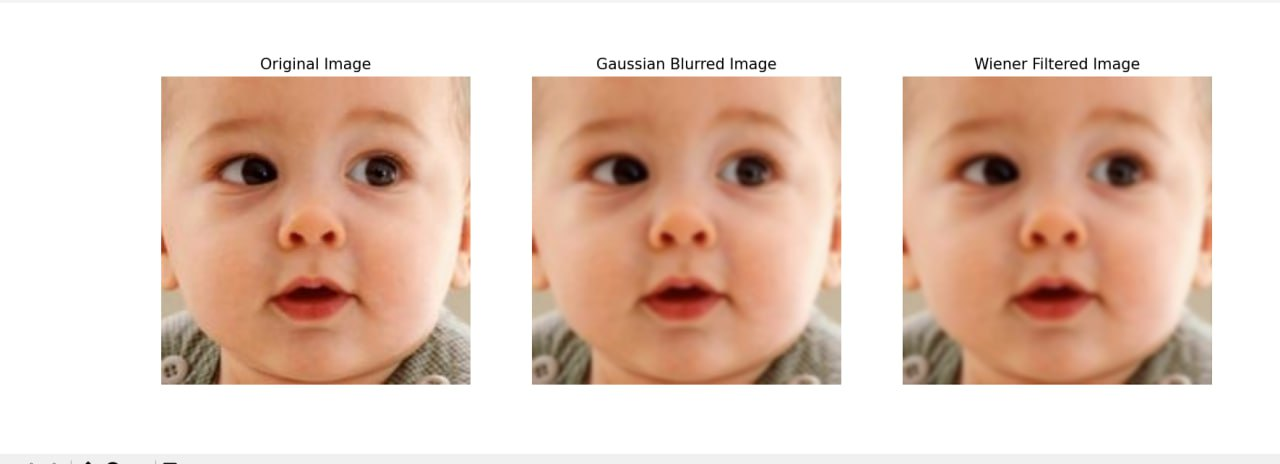 Original Image
Gaussian Blurred Image
Wiener Filtered Image